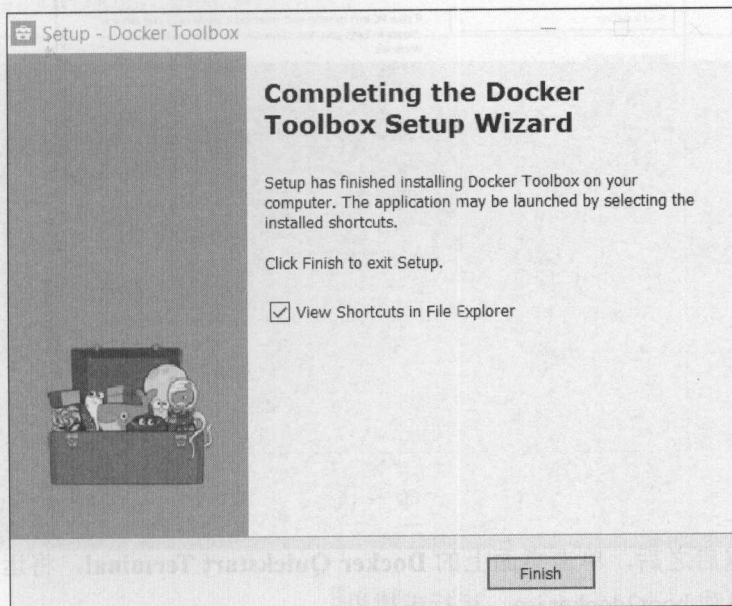 Setup - Docker Toolbox
Completing the Docker
Toolbox Setup Wizard
Setup has finished installing Docker Toolbox on your
computer. The application may be launched by selecting the
installed shortcuts.
Click Finish to exit Setup.
View Shortcuts in File Explorer
Docker Quickstart Terminal
Finish